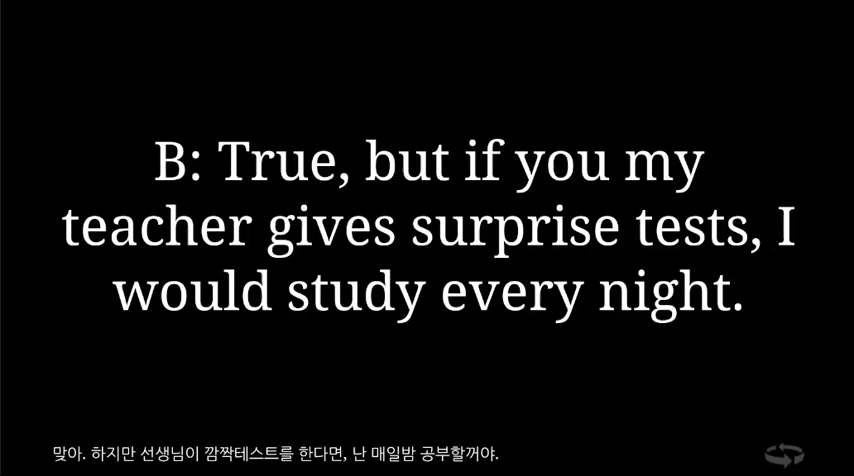 B: True, but if you my
teacher gives surprise tests, I
would study every night.
맞아. 하지만 선생님이 깜짝테스트를 한다면, 난 매일밤 공부할꺼야.